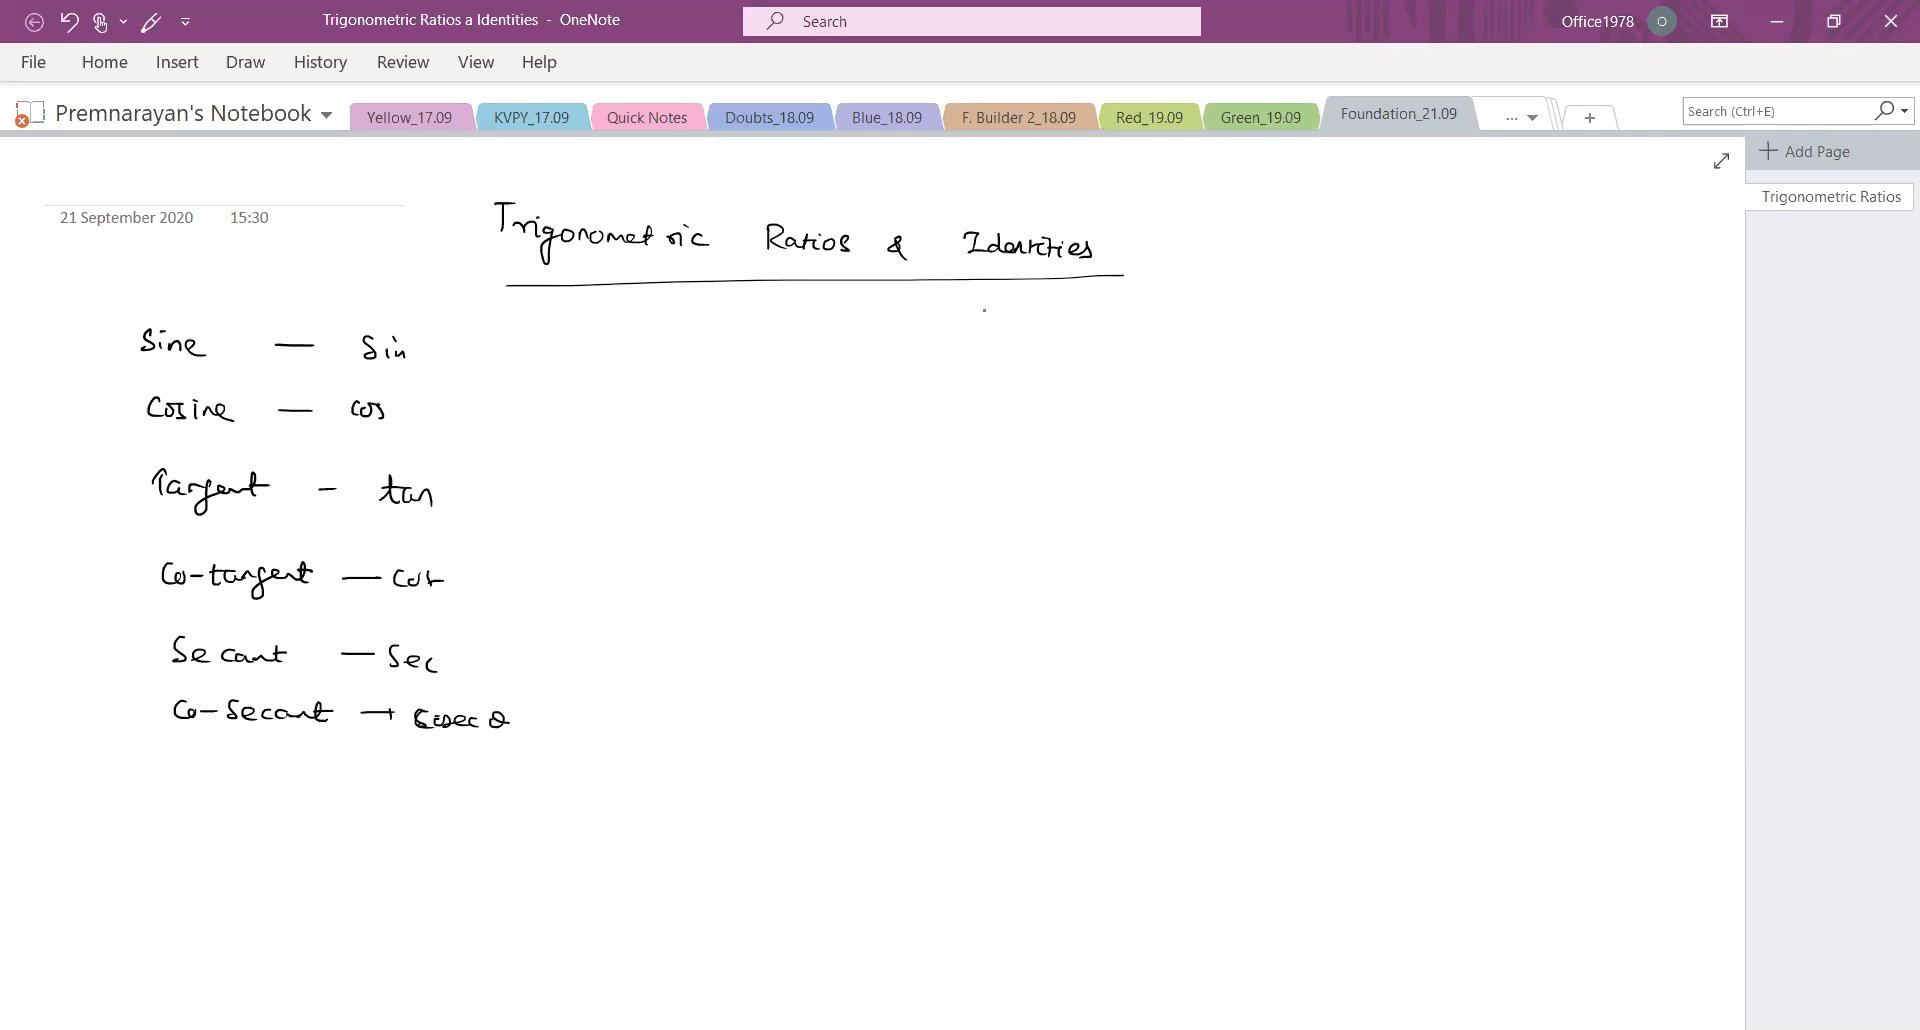 Trigonometric Ratios a Identities - OneNote
Search
Office1978
O
File Home Insert Draw History Review View Help
Premnarayan's Notebook
Yellow_17.09 KVPY_17.09 Quick Notes Doubts_18.09 Blue_18.09 F. Builder 2_18.09 Red_19.09 Green_19.09 Foundation_21.09 ...
Search (Ctrl+E)
Add Page
Trigonometric Ratios
21 September 2020 15:30
Trigonometric Ratios & Identities
Sine — Sin
Cosine — cos
Tangent - tan
Co-tangent — cot
Secant — Sec
Co-Secant — cosec θ